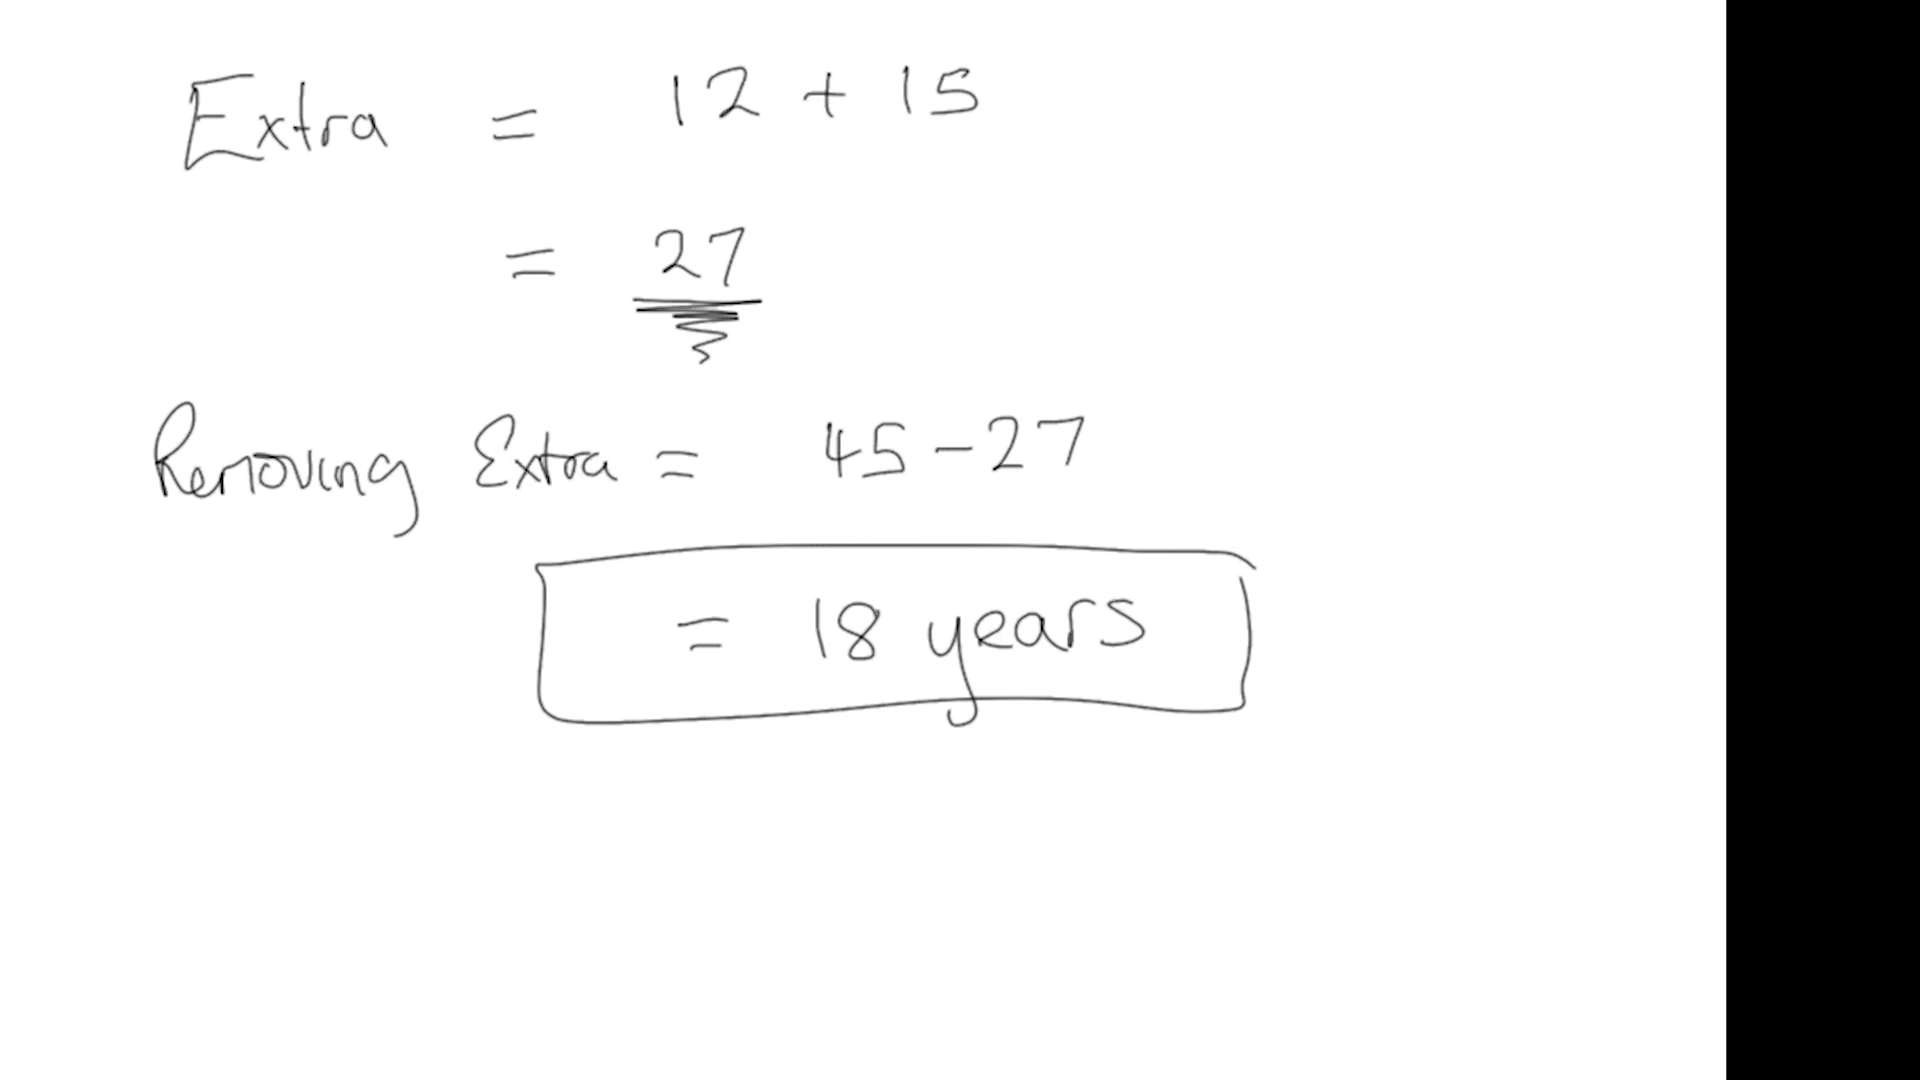 Extra = 12 + 15
= 27
Removing Extra = 45 - 27
= 18 years